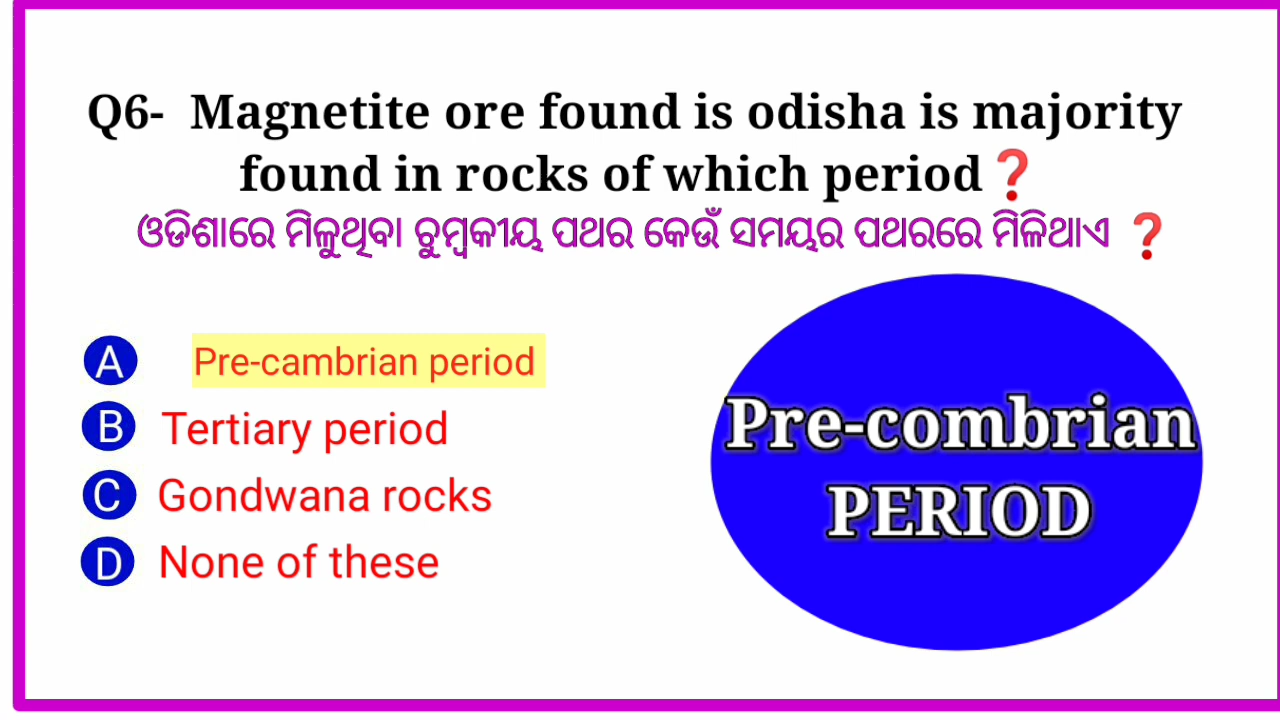 Q6- Magnetite ore found is odisha is majority
found in rocks of which period❓
ଓଡିଶାରେ ମିଳୁଥିବା ଚୁମ୍ବକୀୟ ପଥର କେଉଁ ସମୟର ପଥରରେ ମିଳିଥାଏ ❓
A Pre-cambrian period
B Tertiary period
C Gondwana rocks
D None of these
Pre-combrian
PERIOD